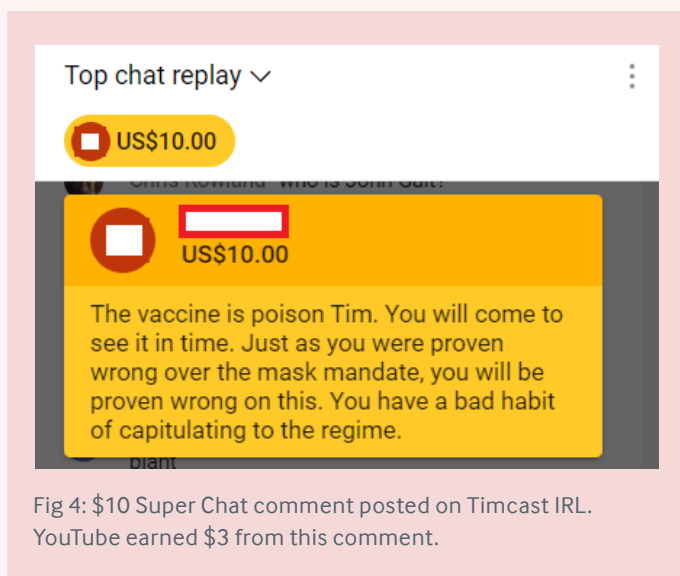 Top chat replay
US$10.00
Chris Rowland who is John Galt?
US$10.00
The vaccine is poison Tim. You will come to
see it in time. Just as you were proven
wrong over the mask mandate, you will be
proven wrong on this. You have a bad habit
of capitulating to the regime.
plant
Fig 4: $10 Super Chat comment posted on Timcast IRL.
YouTube earned $3 from this comment.